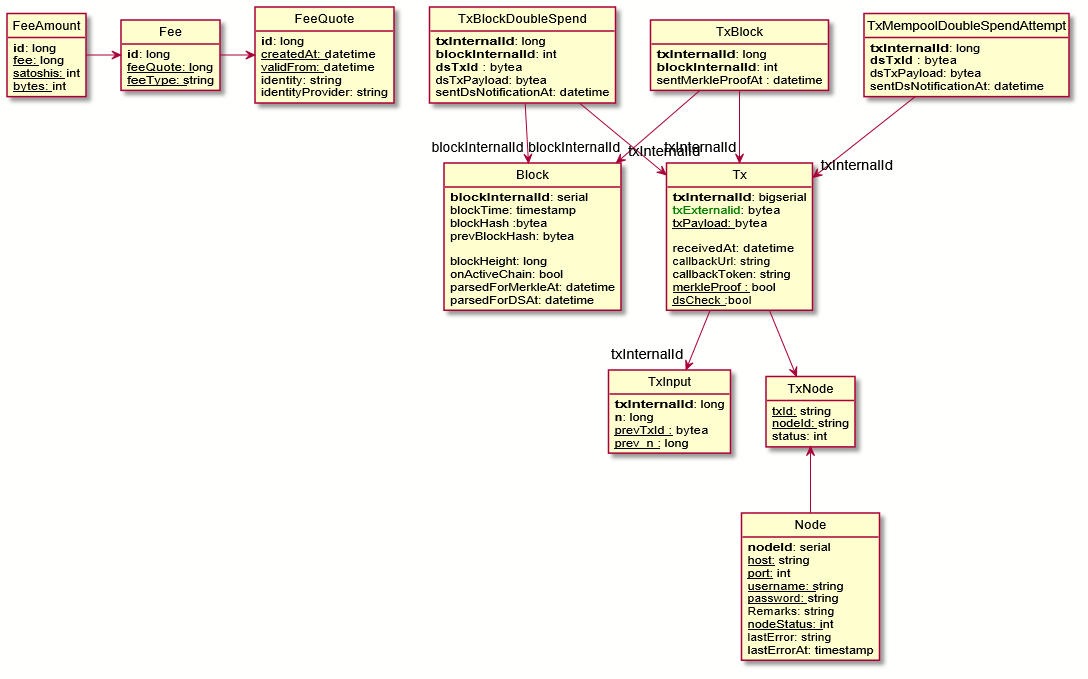 FeeAmount
id: long
fee: long
satoshis: int
bytes: int
Fee
id: long
feeQuote: long
feeType: string
FeeQuote
id: long
createdAt: datetime
validFrom: datetime
identity: string
identityProvider: string
TxBlockDoubleSpend
txInternalId: long
blockInternalId: int
dsTxId : bytea
dsTxPayload: bytea
sentDsNotificationAt: datetime
TxBlock
txInternalId: long
blockInternalId: int
sentMerkleProofAt : datetime
TxMempoolDoubleSpendAttempt
txInternalId: long
dsTxId : bytea
dsTxPayload: bytea
sentDsNotificationAt: datetime
blockInternalId
blockInternalId
txInternalId
txInternalId
txInternalId
Block
blockInternalId: serial
blockTime: timestamp
blockHash :bytea
prevBlockHash: bytea
blockHeight: long
onActiveChain: bool
parsedForMerkleAt: datetime
parsedForDSAt: datetime
Tx
txInternalId: bigserial
txExternalid: bytea
txPayload: bytea
receivedAt: datetime
callbackUrl: string
callbackToken: string
merkleProof : bool
dsCheck :bool
txInternalId
TxInput
txInternalId: long
n: long
prevTxId : bytea
prev_n : long
TxNode
txId: string
nodeId: string
status: int
Node
nodeId: serial
host: string
port: int
username: string
password: string
Remarks: string
nodeStatus: int
lastError: string
lastErrorAt: timestamp